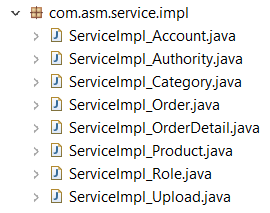 com.asm.service.impl
ServiceImpl_Account.java
ServiceImpl_Authority.java
ServiceImpl_Category.java
ServiceImpl_Order.java
ServiceImpl_OrderDetail.java
ServiceImpl_Product.java
ServiceImpl_Role.java
ServiceImpl_Upload.java